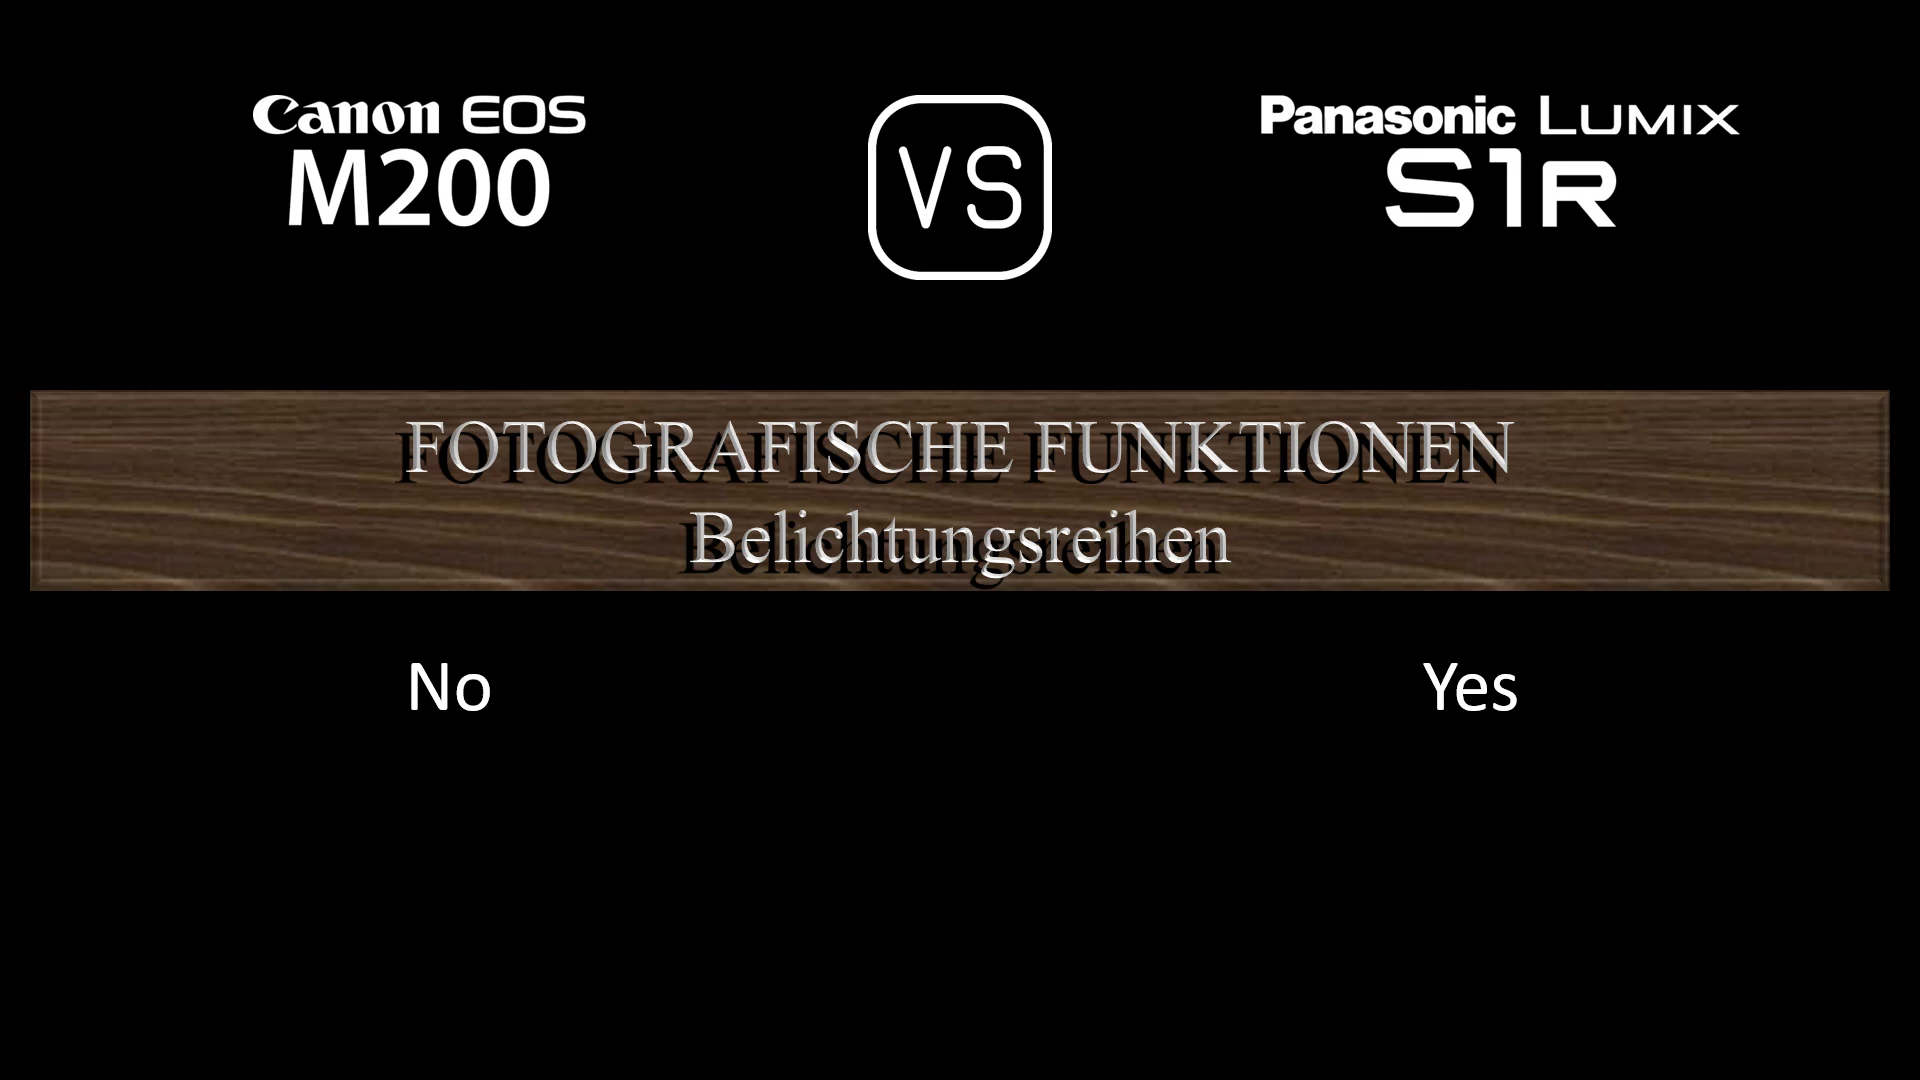 Canon EOS
M200
VS
Panasonic LUMIX
S1R
FOTOGRAFISCHE FUNKTIONEN
Belichtungsreihen
No
Yes